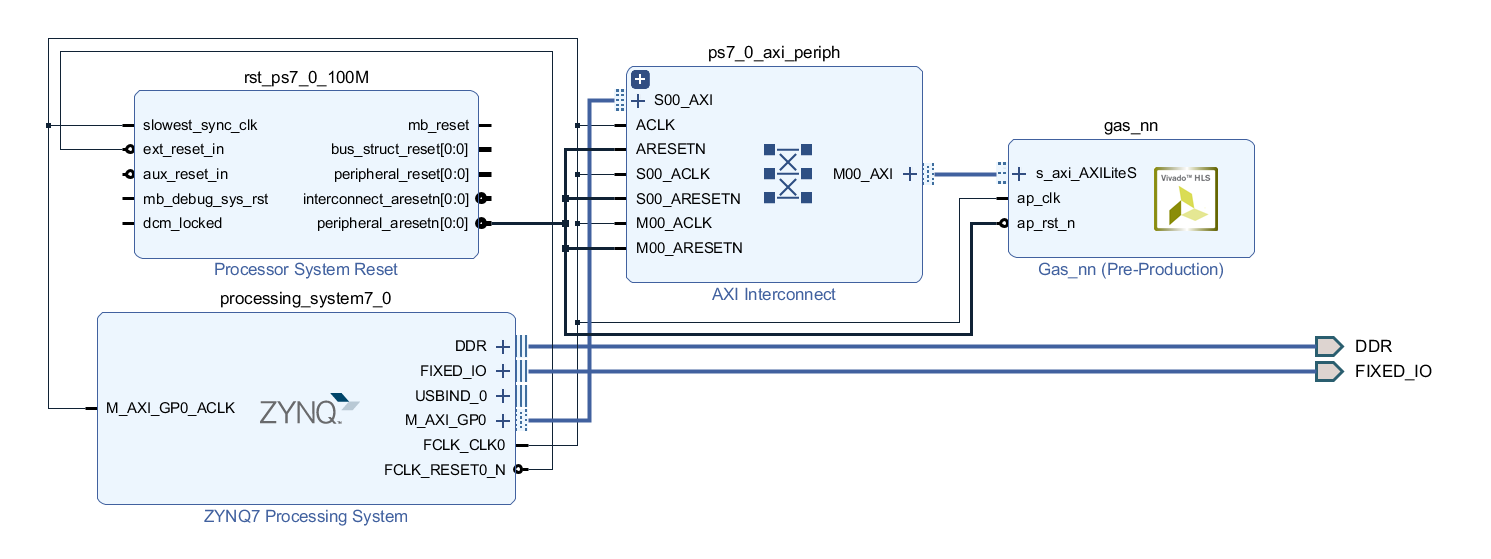 rst_ps7_0_100M
slowest_sync_clk
ext_reset_in
aux_reset_in
mb_debug_sys_rst
dcm_locked
mb_reset
bus_struct_reset[0:0]
peripheral_reset[0:0]
interconnect_aresetn[0:0]
peripheral_aresetn[0:0]
Processor System Reset
processing_system7_0
M_AXI_GP0_ACLK
ZYNQ
DDR
FIXED_IO
USBIND_0
M_AXI_GP0
FCLK_CLK0
FCLK_RESET0_N
ZYNQ7 Processing System
ps7_0_axi_periph
S00_AXI
ACLK
ARESETN
S00_ACLK
S00_ARESETN
M00_ACLK
M00_ARESETN
M00_AXI
AXI Interconnect
gas_nn
s_axi_AXILiteS
ap_clk
ap_rst_n
Vivado™ HLS
Gas_nn (Pre-Production)
DDR
FIXED_IO